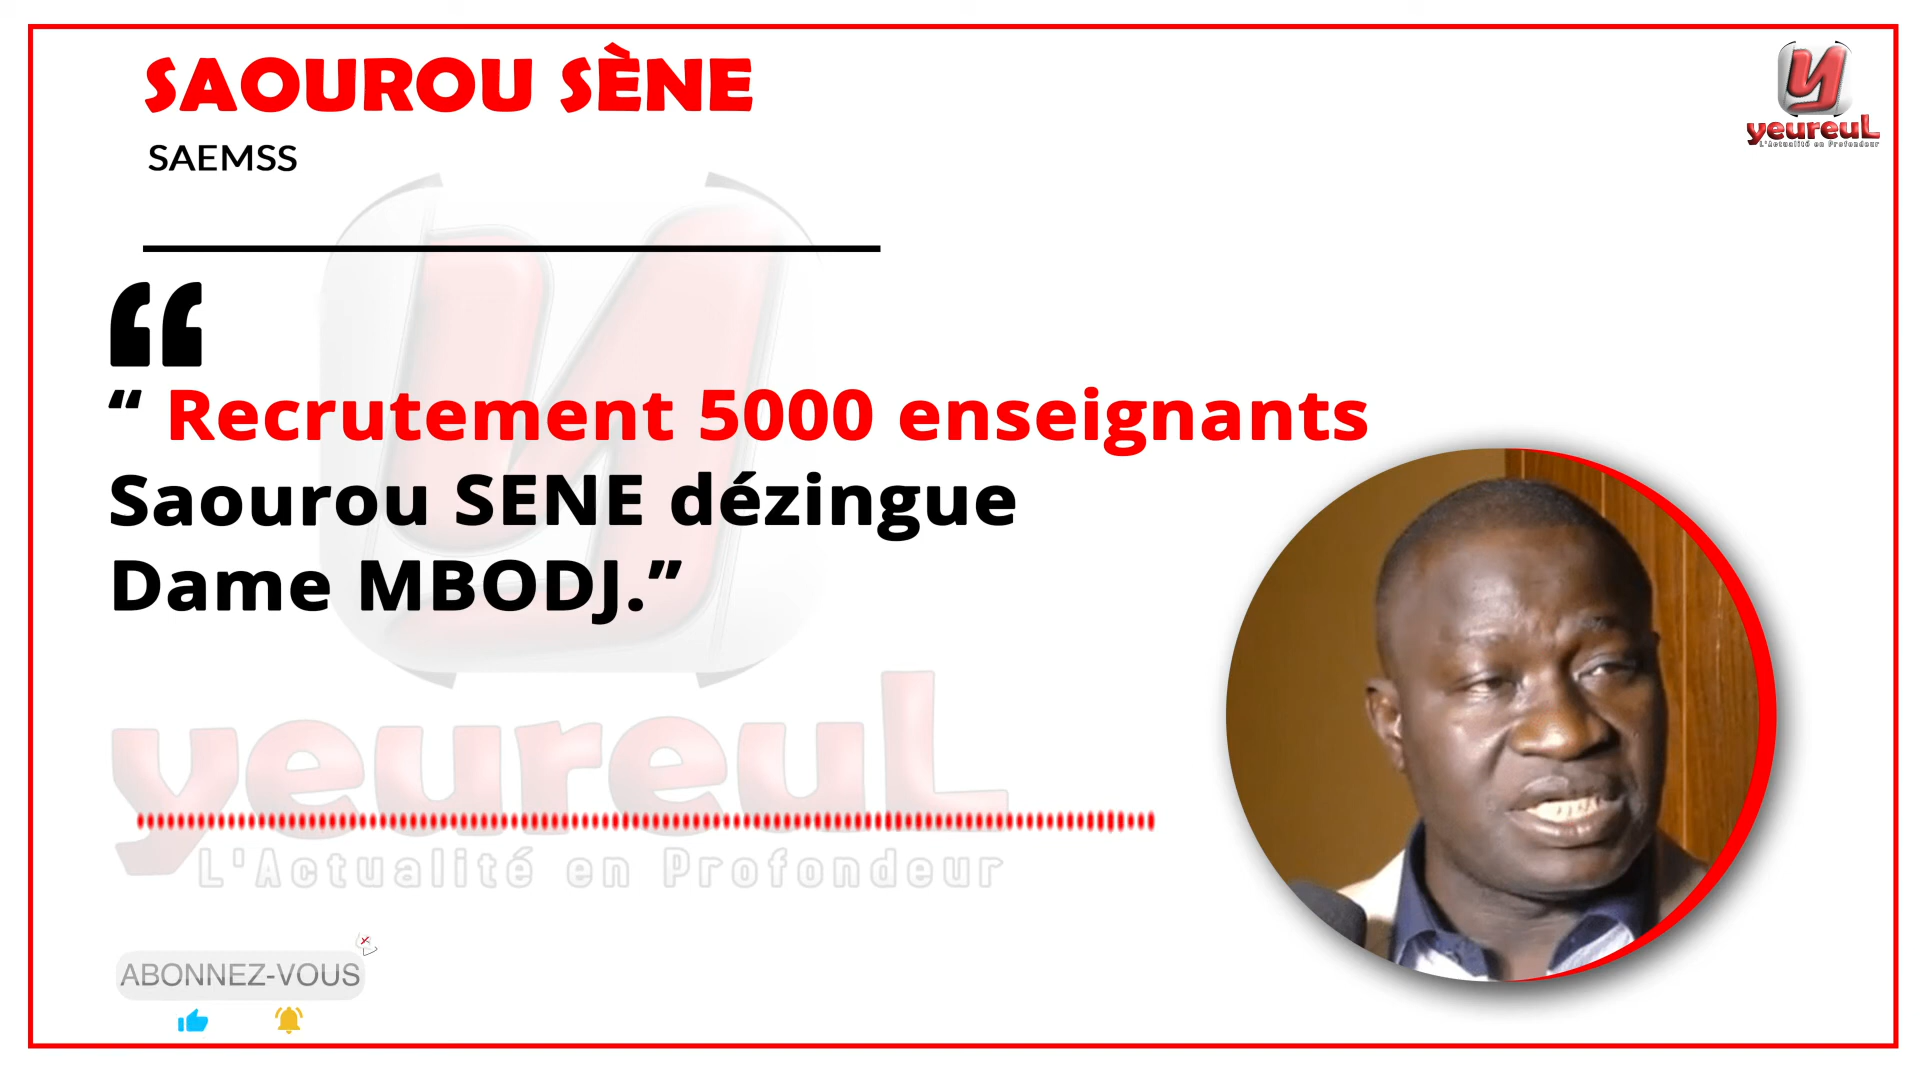 SAOUROU SÈNE
SAEMSS
yeureuL
L'Actualité en Profondeur
“ Recrutement 5000 enseignants
Saourou SENE dézingue
Dame MBODJ.”
yeureuL
L'Actualité en Profondeur
ABONNEZ-VOUS